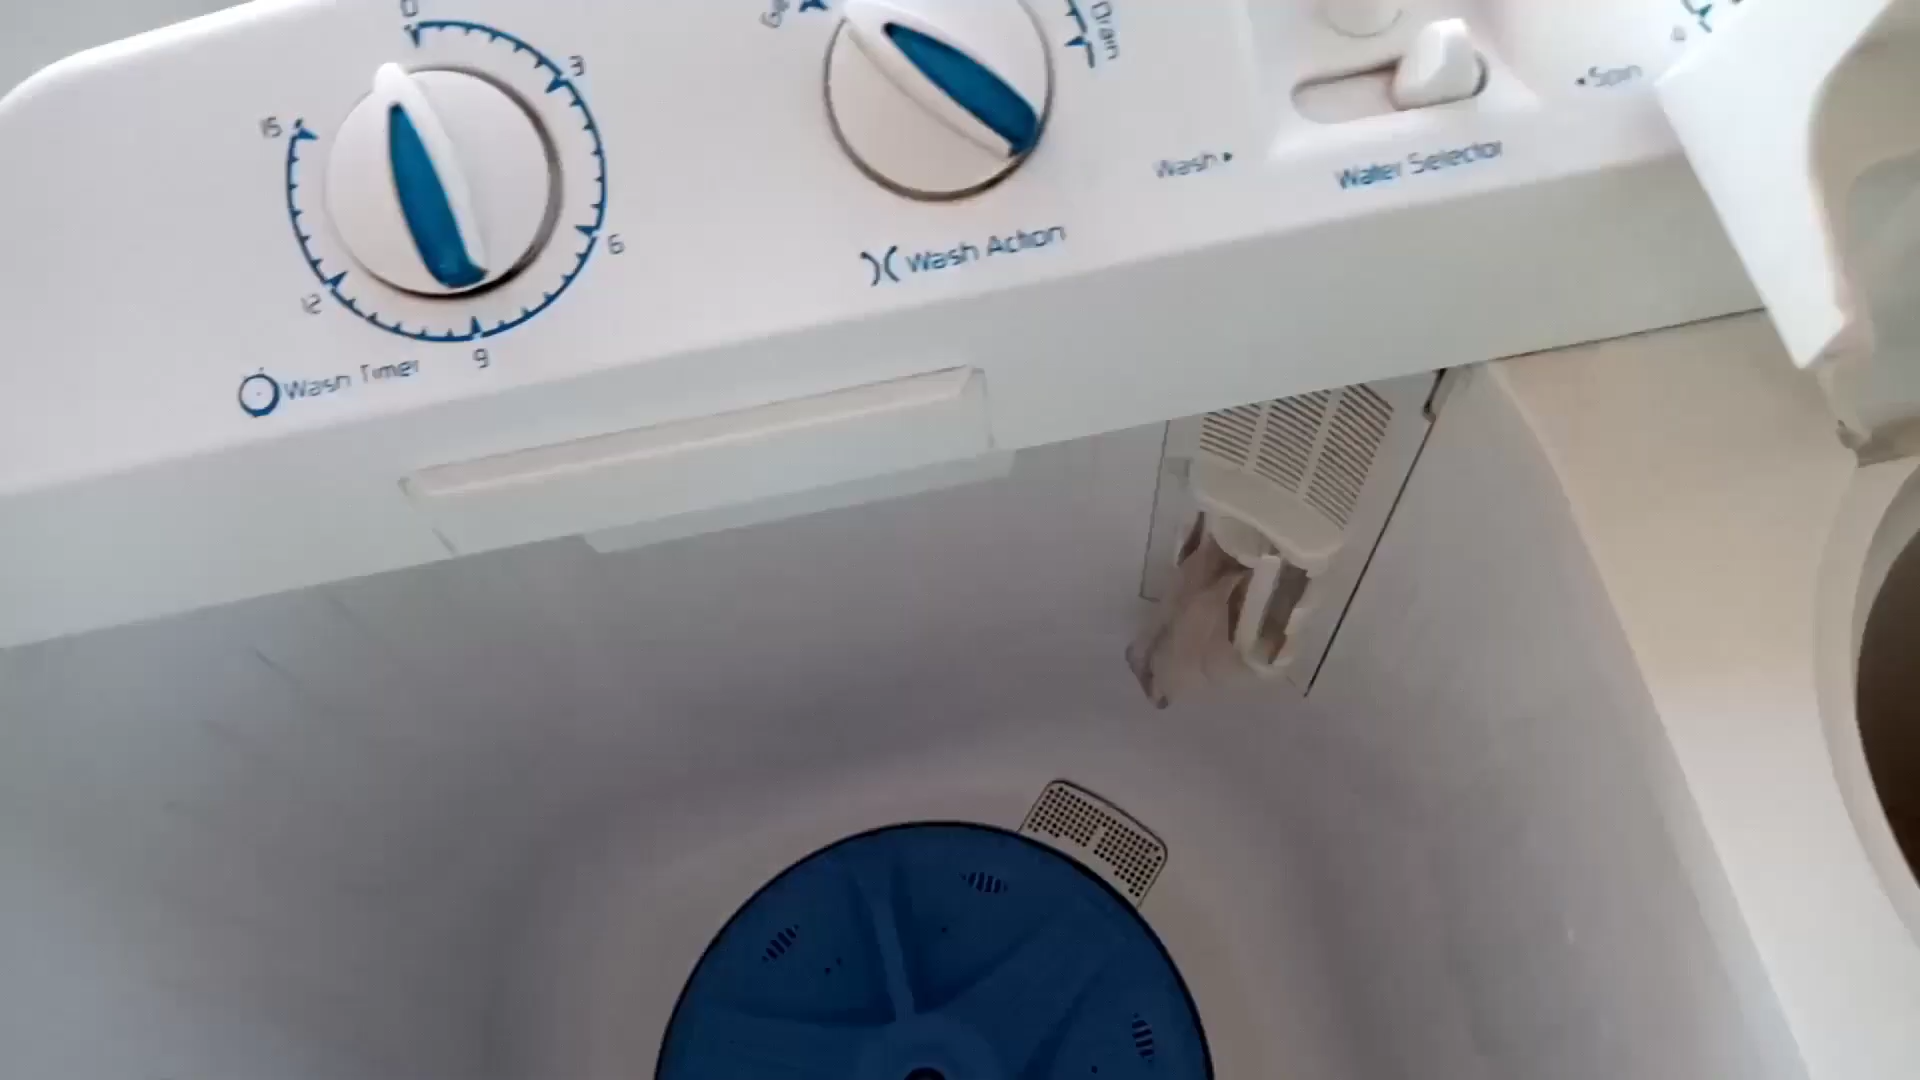 0
3
15
6
12
9
Wash Timer
Wash Action
Drain
Wash
Water Selector
Spin